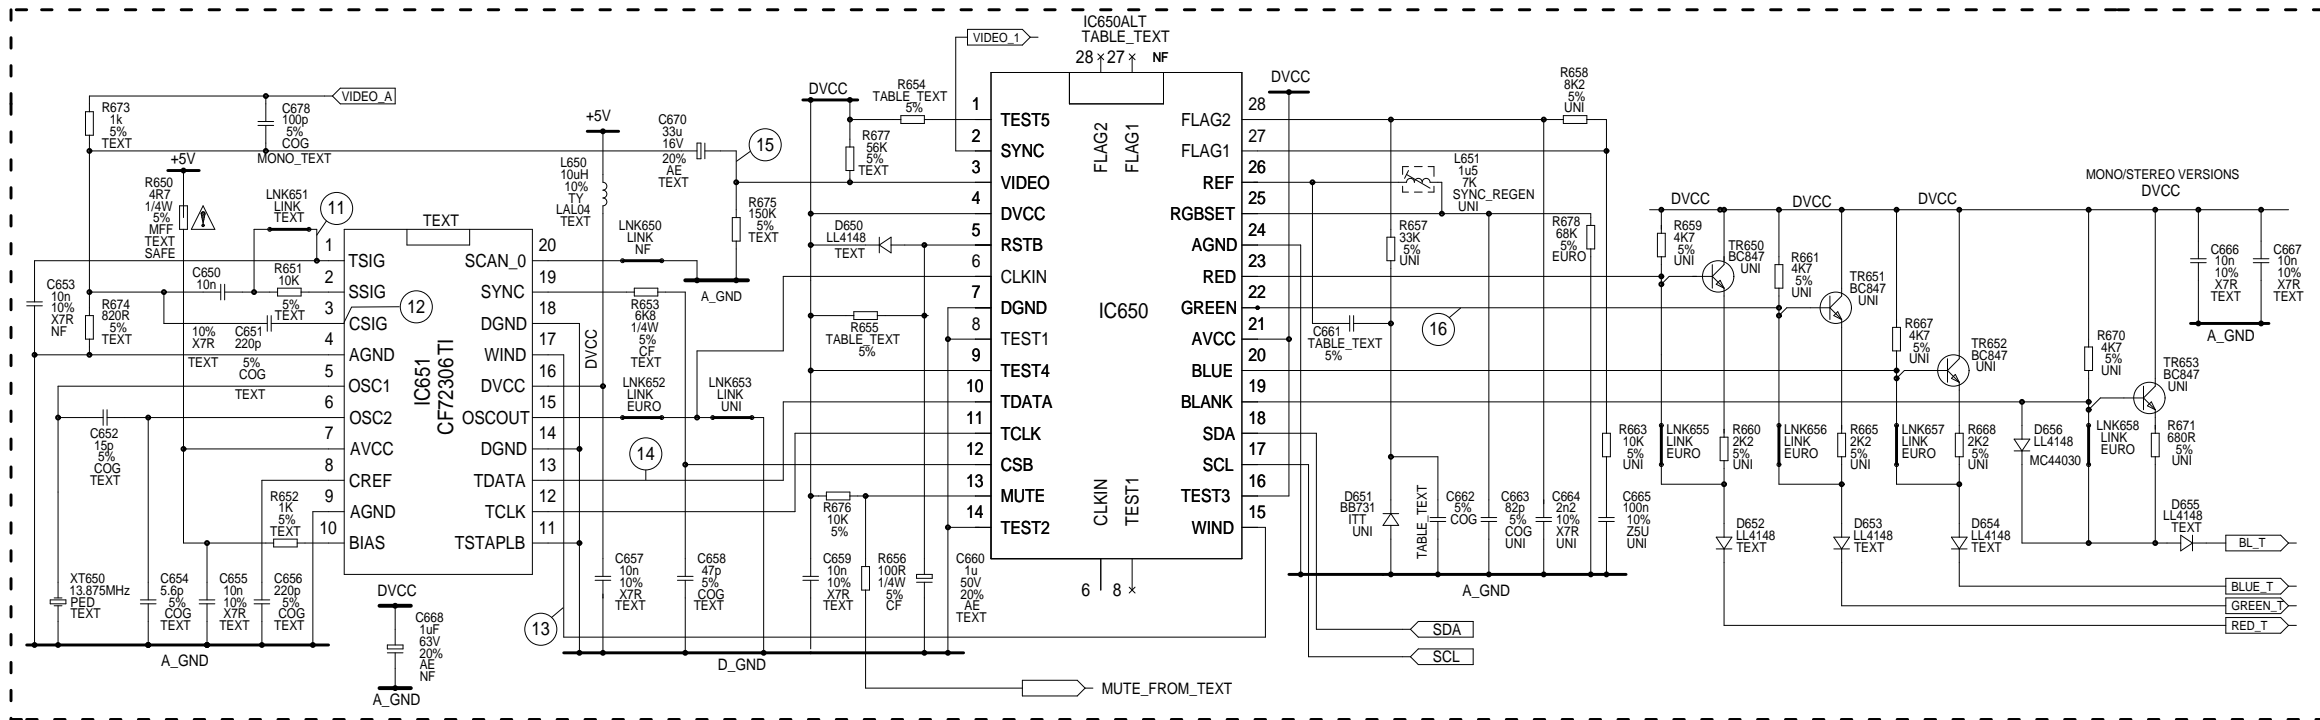 IC650ALT
TABLE_TEXT
28 27 NF
VIDEO_1
VIDEO_A
R673
1k
5%
TEXT
C678
100p
5%
COG
MONO_TEXT
+5V
R650
4R7
1/4W
5%
MFF
TEXT
SAFE
LNK651
LINK
TEXT
11
C653
10n
10%
X7R
NF
R674
820R
5%
TEXT
C650
10n
10%
X7R
TEXT
R651
10K
5%
TEXT
C651
220p
5%
COG
TEXT
12
C652
15p
5%
COG
TEXT
R652
1K
5%
TEXT
XT650
13.875MHz
PED
TEXT
C654
5.6p
5%
COG
TEXT
C655
10n
10%
X7R
TEXT
C656
220p
5%
COG
TEXT
A_GND
TEXT
IC651
CF72306 TI
1 TSIG
2 SSIG
3 CSIG
4 AGND
5 OSC1
6 OSC2
7 AVCC
8 CREF
9 AGND
10 BIAS
20 SCAN_0
19 SYNC
18 DGND
17 WIND
16 DVCC
15 OSCOUT
14 DGND
13 TDATA
12 TCLK
11 TSTAPLB
DVCC
C668
1uF
63V
20%
AE
NF
A_GND
+5V
L650
10uH
10%
TY
LAL04
TEXT
DVCC
C670
33u
16V
20%
AE
TEXT
15
LNK650
LINK
NF
R675
150K
5%
TEXT
A_GND
R653
6K8
1/4W
5%
CF
TEXT
LNK652
LINK
EURO
LNK653
LINK
UNI
14
13
C657
10n
10%
X7R
TEXT
C658
47p
5%
COG
TEXT
D_GND
DVCC
R654
TABLE_TEXT
5%
R677
56K
5%
TEXT
D650
LL4148
TEXT
R655
TABLE_TEXT
5%
R676
10K
5%
C659
10n
10%
X7R
TEXT
R656
100R
1/4W
5%
CF
C660
1u
50V
20%
AE
TEXT
MUTE_FROM_TEXT
IC650
FLAG2
FLAG1
CLKIN
TEST1
6 8
1 TEST5
2 SYNC
3 VIDEO
4 DVCC
5 RSTB
6 CLKIN
7 DGND
8 TEST1
9 TEST4
10 TDATA
11 TCLK
12 CSB
13 MUTE
14 TEST2
28 FLAG2
27 FLAG1
26 REF
25 RGBSET
24 AGND
23 RED
22 GREEN
21 AVCC
20 BLUE
19 BLANK
18 SDA
17 SCL
16 TEST3
15 WIND
SDA
SCL
DVCC
R658
8K2
5%
UNI
L651
1u5
7K
SYNC_REGEN
UNI
R657
33K
5%
UNI
R678
68K
5%
EURO
C661
TABLE_TEXT
5%
16
D651
BB731
ITT
UNI
TABLE_TEXT
C662
5%
COG
C663
82p
5%
COG
UNI
C664
2n2
10%
X7R
UNI
C665
100n
10%
Z5U
UNI
R663
10K
5%
UNI
A_GND
DVCC
R659
4K7
5%
UNI
TR650
BC847
UNI
DVCC
R661
4K7
5%
UNI
TR651
BC847
UNI
DVCC
R667
4K7
5%
UNI
TR652
BC847
UNI
MONO/STEREO VERSIONS
DVCC
R670
4K7
5%
UNI
TR653
BC847
UNI
C666
10n
10%
X7R
TEXT
C667
10n
10%
X7R
TEXT
A_GND
LNK655
LINK
EURO
R660
2K2
5%
UNI
LNK656
LINK
EURO
R665
2K2
5%
UNI
LNK657
LINK
EURO
R668
2K2
5%
UNI
D656
LL4148
MC44030
LNK658
LINK
EURO
R671
680R
5%
UNI
D652
LL4148
TEXT
D653
LL4148
TEXT
D654
LL4148
TEXT
D655
LL4148
TEXT
BL_T
BLUE_T
GREEN_T
RED_T